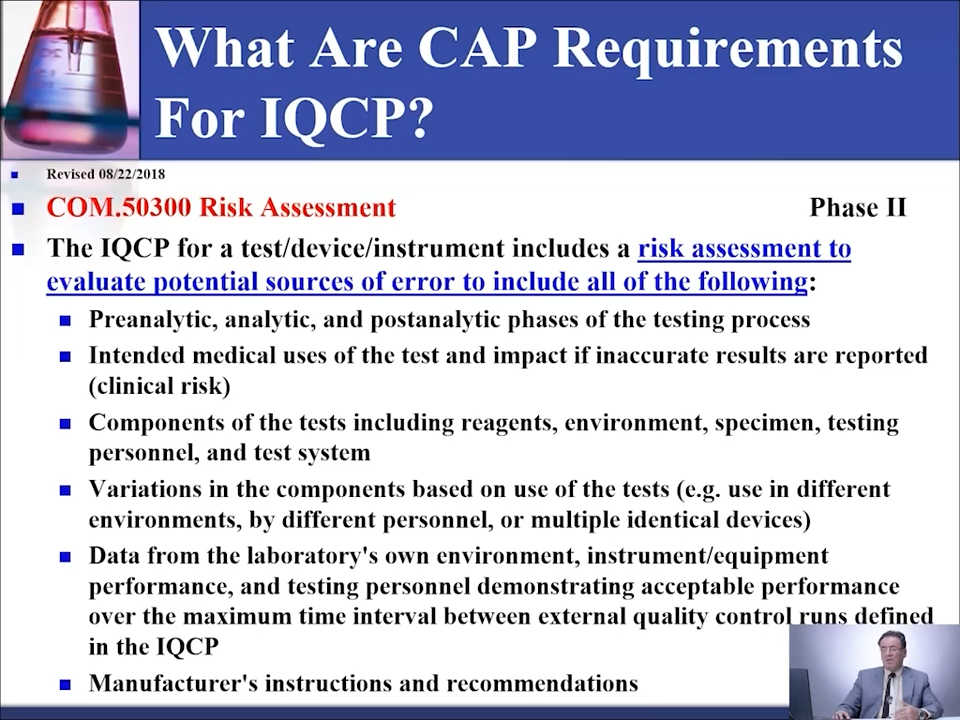 What Are CAP Requirements
For IQCP?
Revised 08/22/2018
COM.50300 Risk Assessment Phase II
The IQCP for a test/device/instrument includes a risk assessment to
evaluate potential sources of error to include all of the following:
Preanalytic, analytic, and postanalytic phases of the testing process
Intended medical uses of the test and impact if inaccurate results are reported
(clinical risk)
Components of the tests including reagents, environment, specimen, testing
personnel, and test system
Variations in the components based on use of the tests (e.g. use in different
environments, by different personnel, or multiple identical devices)
Data from the laboratory's own environment, instrument/equipment
performance, and testing personnel demonstrating acceptable performance
over the maximum time interval between external quality control runs defined
in the IQCP
Manufacturer's instructions and recommendations